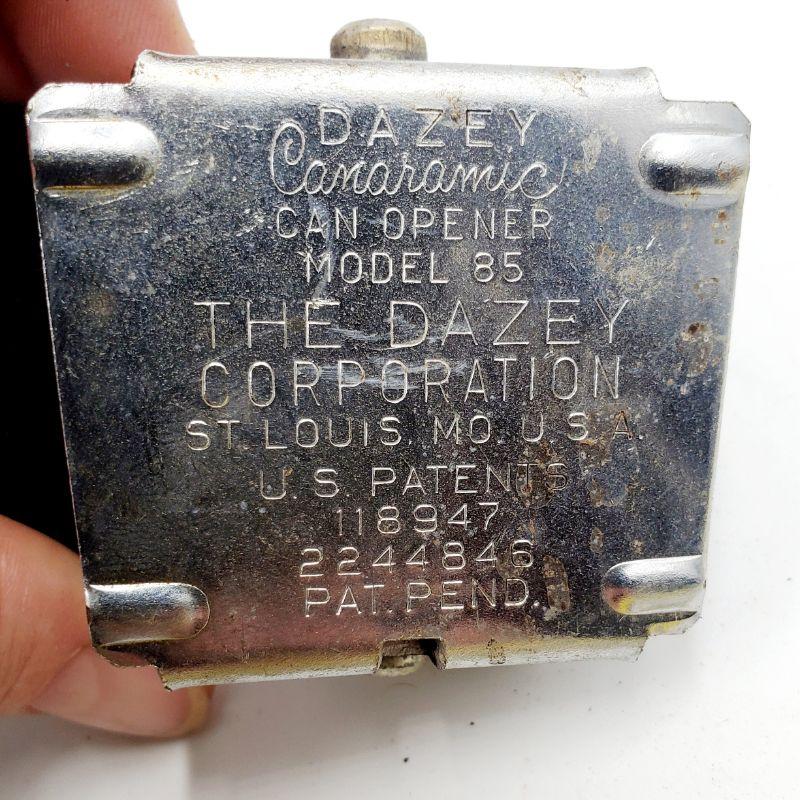 DAZEY
Canaramic
CAN OPENER
MODEL 85
THE DAZEY
CORPORATION
ST. LOUIS, MO. U.S.A.
U.S. PATENTS
118947
2244846
PAT. PEND.